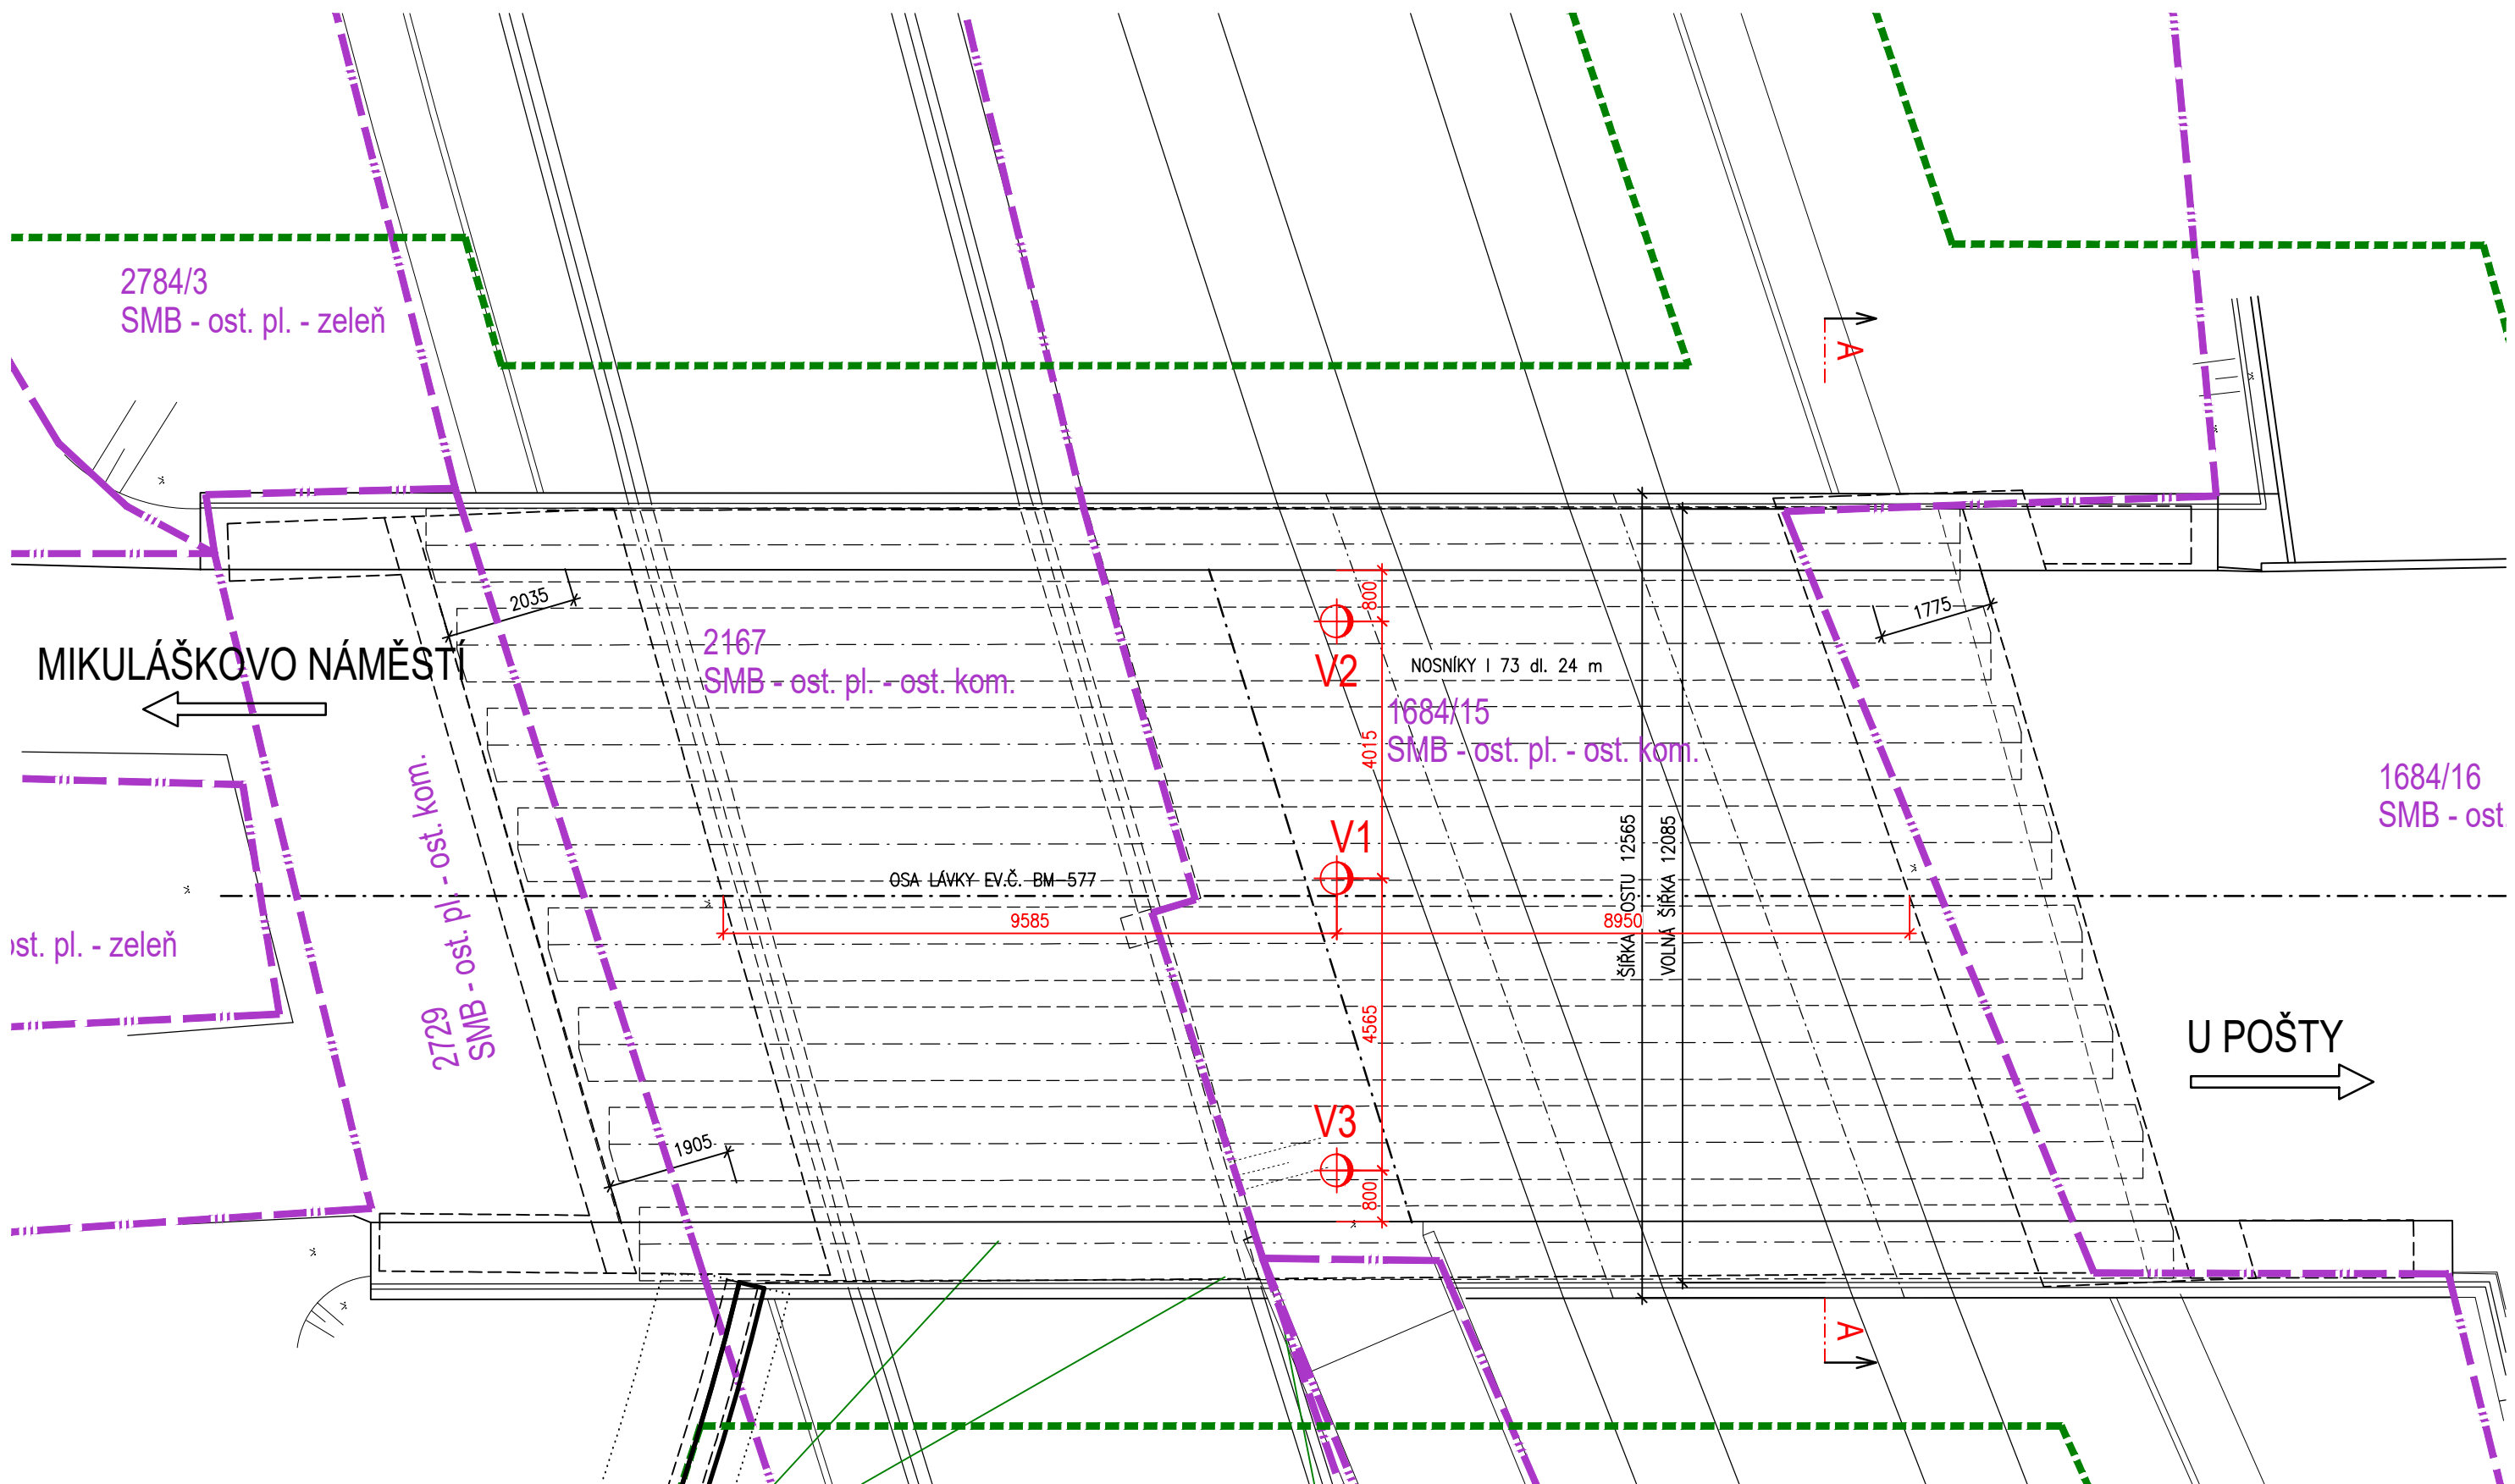 2784/3
SMB - ost. pl. - zeleň
A
2035
1775
800
2167
SMB - ost. pl. - ost. kom.
MIKULÁŠKOVO NÁMĚSTÍ
V2
NOSNÍKY I 73 dl. 24 m
1684/15
SMB - ost. pl. - ost. kom.
4015
1684/16
SMB - ost
V1
ŠÍŘKA OSTU 12565
VOLNÁ ŠÍŘKA 12085
OSA LÁVKY EV.Č. BM-577
9585
8950
ost. pl. - zeleň
2729
SMB - ost. pl - ost. kom.
4565
U POŠTY
V3
1905
800
A